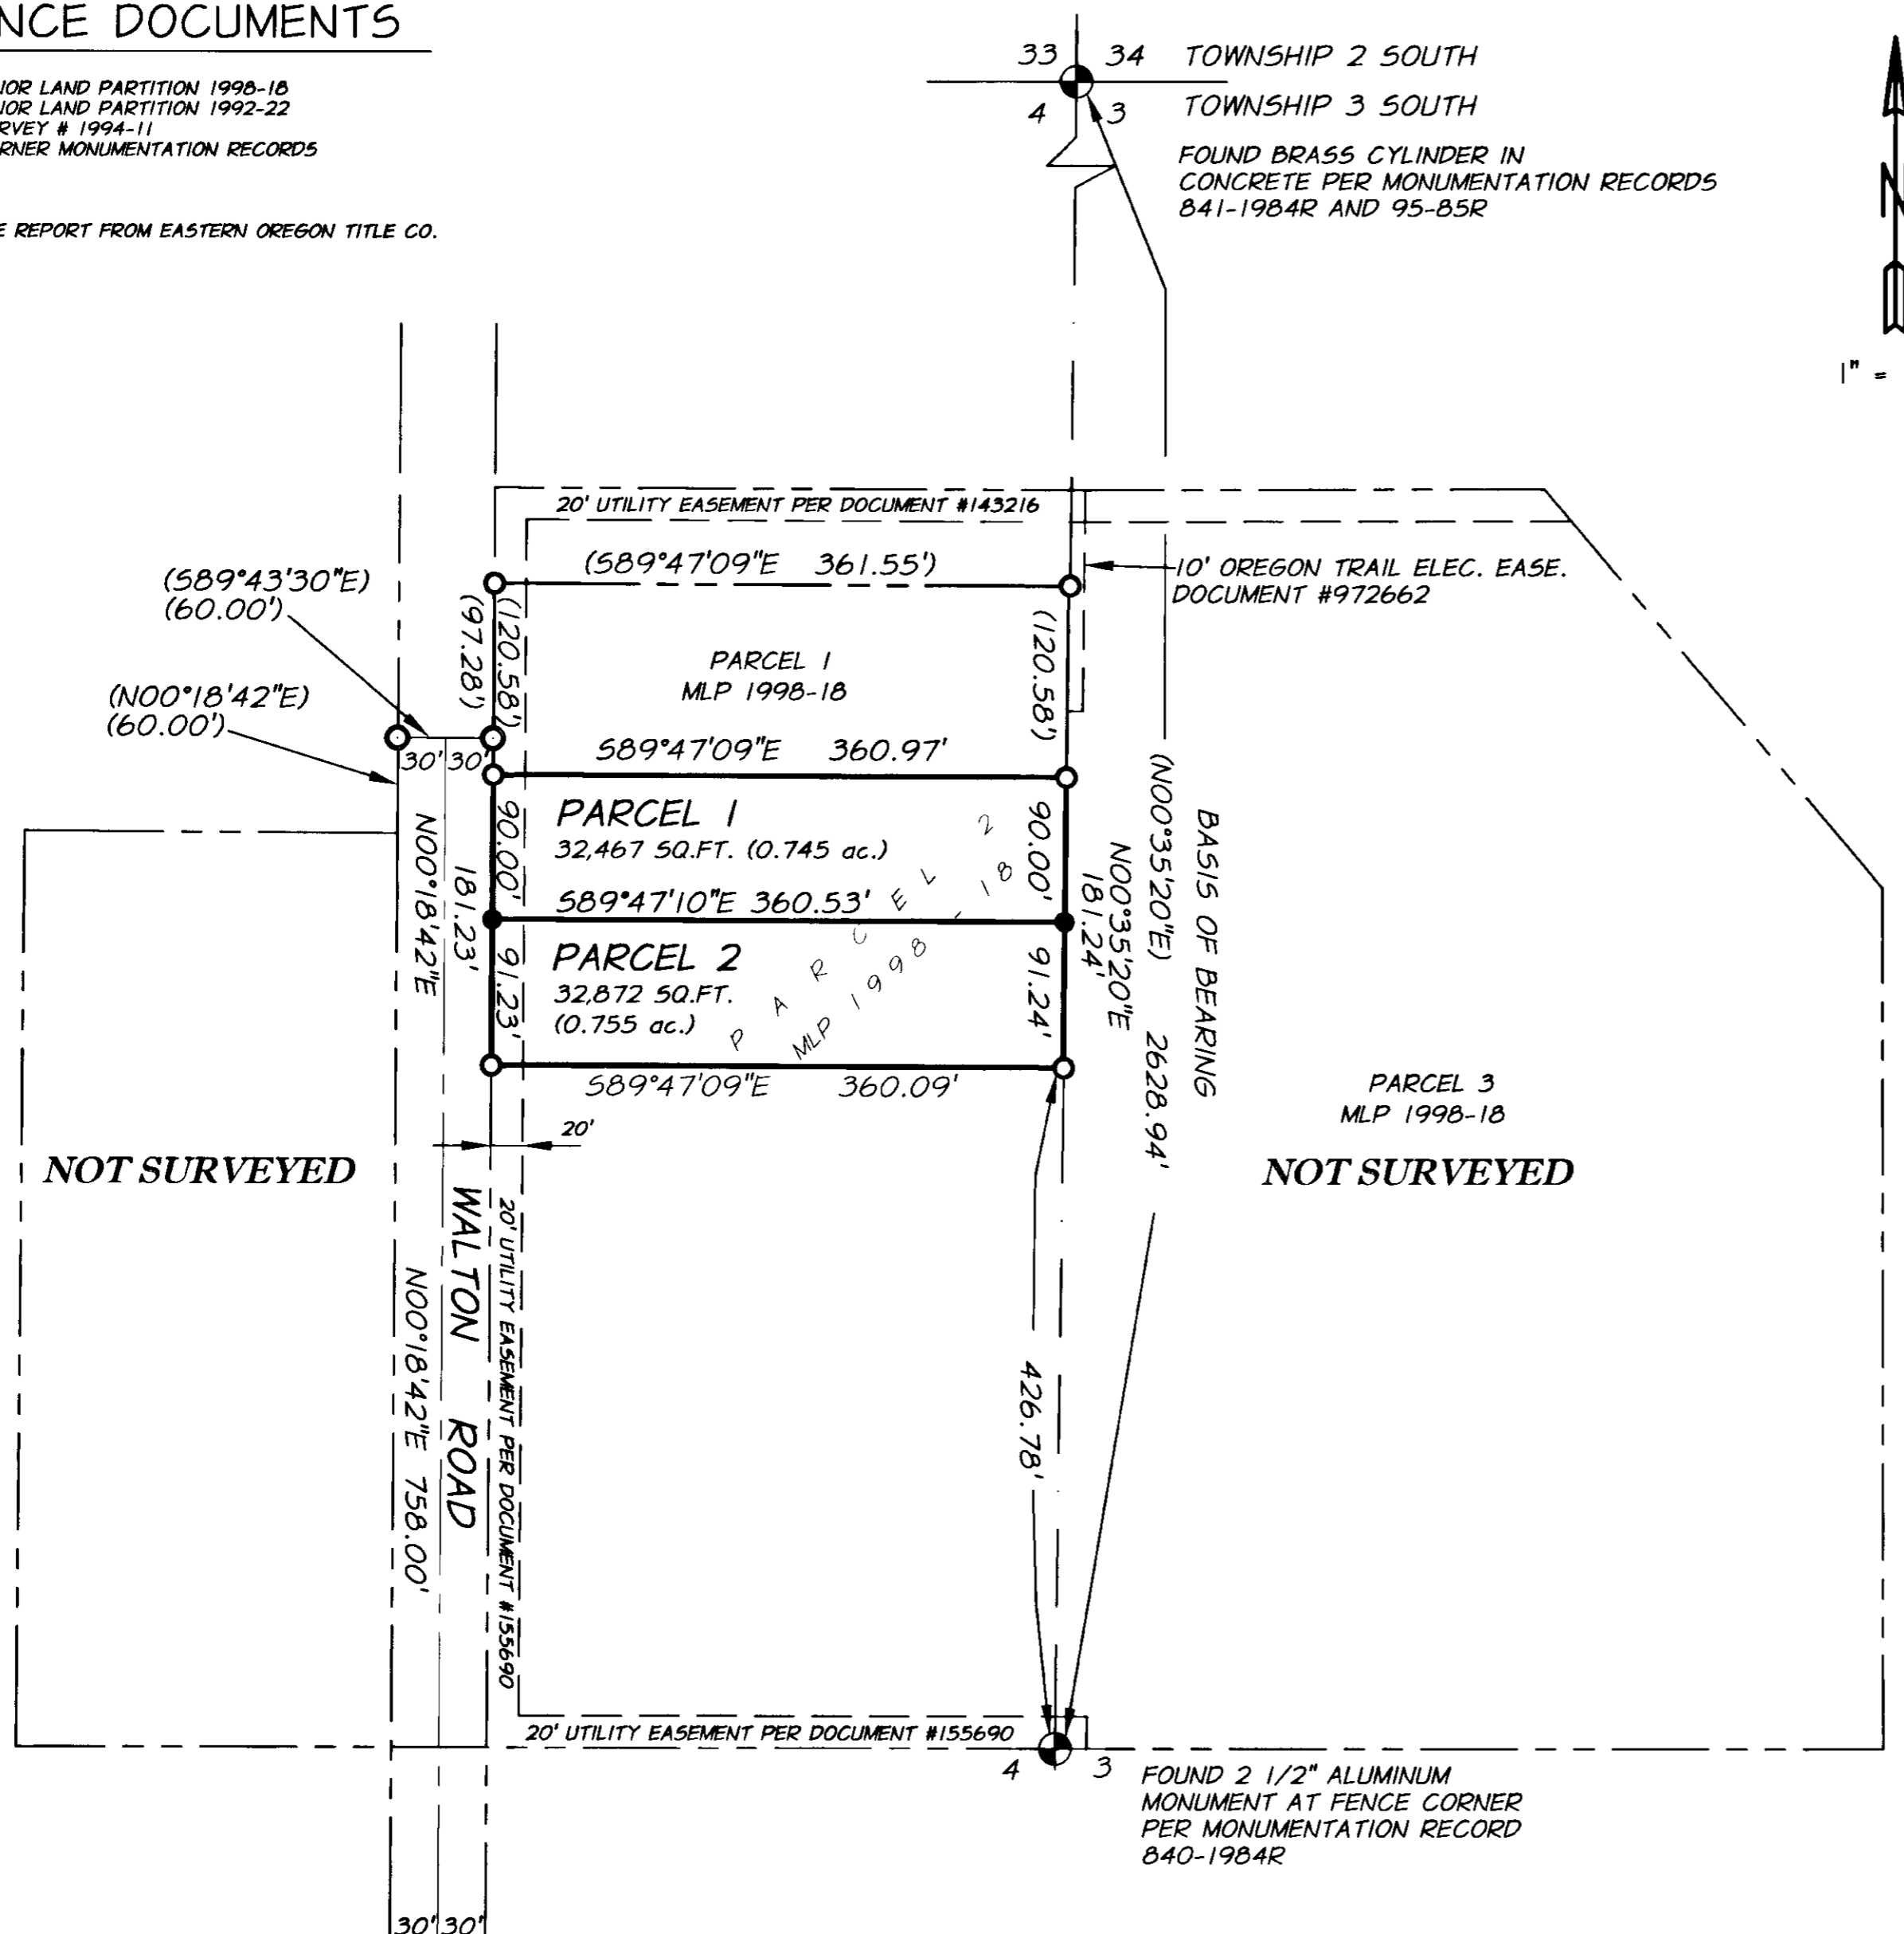 NCE DOCUMENTS
IOR LAND PARTITION 1998-18
IOR LAND PARTITION 1992-22
RVEY # 1994-11
RNER MONUMENTATION RECORDS
E REPORT FROM EASTERN OREGON TITLE CO.
33 34 TOWNSHIP 2 SOUTH
4 3 TOWNSHIP 3 SOUTH
FOUND BRASS CYLINDER IN
CONCRETE PER MONUMENTATION RECORDS
841-1984R AND 95-85R
N
1" =
20' UTILITY EASEMENT PER DOCUMENT #143216
(S89°47'09"E 361.55')
10' OREGON TRAIL ELEC. EASE.
DOCUMENT #972662
(S89°43'30"E)
(60.00')
(97.28')
(120.58')
(120.58')
PARCEL 1
MLP 1998-18
(N00°18'42"E)
(60.00')
30' 30'
S89°47'09"E 360.97'
PARCEL 1
32,467 SQ.FT. (0.745 ac.)
90.00'
90.00'
S89°47'10"E 360.53'
PARCEL 2
MLP 1998-18
N00°18'42"E
181.23'
N00°35'20"E
181.24'
(N00°35'20"E) 2628.94'
BASIS OF BEARING
PARCEL 2
32,872 SQ.FT.
(0.755 ac.)
91.23'
91.24'
S89°47'09"E 360.09'
20'
PARCEL 3
MLP 1998-18
NOT SURVEYED
NOT SURVEYED
WALTON ROAD
20' UTILITY EASEMENT PER DOCUMENT #155690
N00°18'42"E 758.00'
426.78'
20' UTILITY EASEMENT PER DOCUMENT #155690
4 3
FOUND 2 1/2" ALUMINUM
MONUMENT AT FENCE CORNER
PER MONUMENTATION RECORD
840-1984R
30' 30'